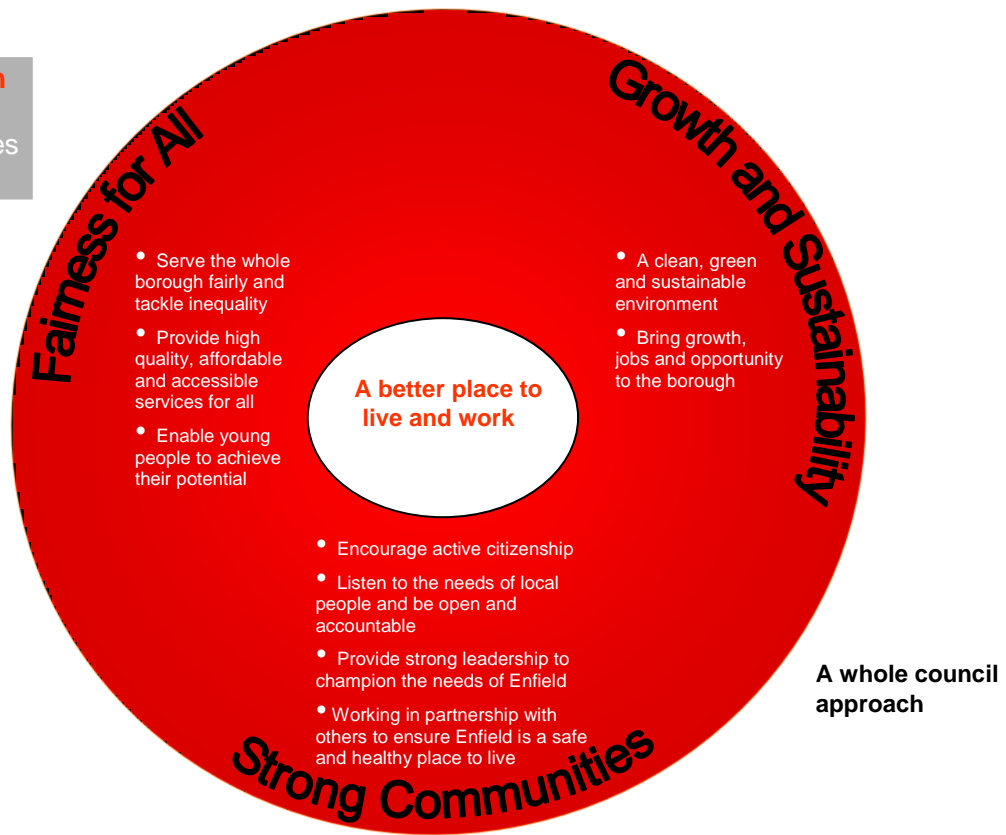 Fairness for All
• Serve the whole
borough fairly and
tackle inequality
• Provide high
quality, affordable
and accessible
services for all
• Enable young
people to achieve
their potential
Growth and Sustainability
• A clean, green
and sustainable
environment
• Bring growth,
jobs and opportunity
to the borough
A better place to
live and work
• Encourage active citizenship
• Listen to the needs of local
people and be open and
accountable
• Provide strong leadership to
champion the needs of Enfield
• Working in partnership with
others to ensure Enfield is a safe
and healthy place to live
Strong Communities
A whole council
approach